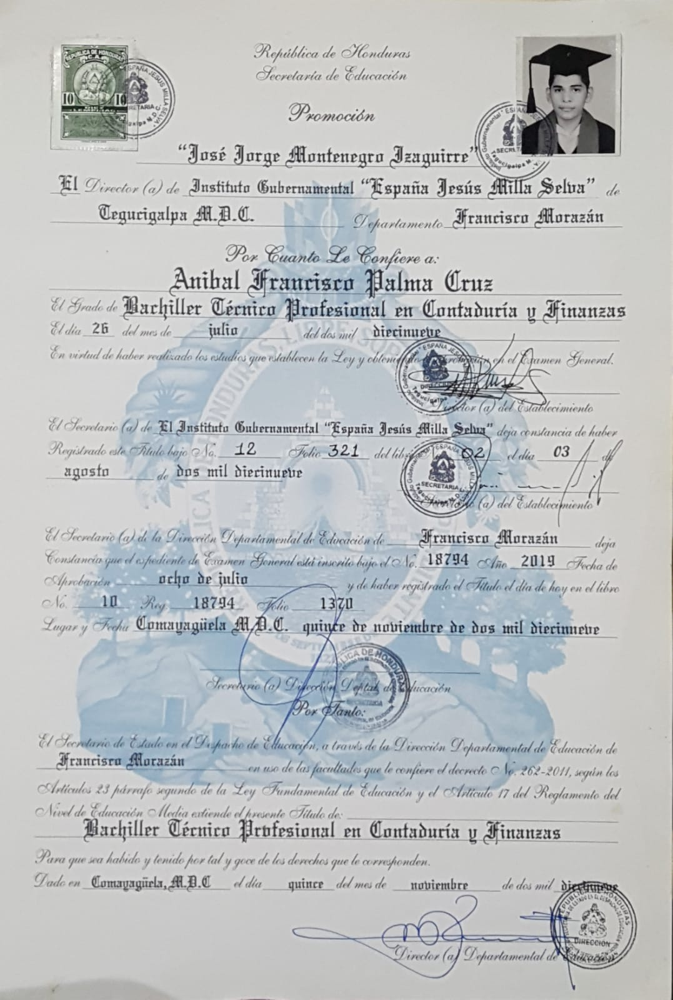 República de Honduras
Secretaría de Educación
Promoción
REPUBLICA DE HONDURAS
C.A.
10 10
"José Jorge Montenegro Izaguirre"
El Director (a) de Instituto Gubernamental "España Jesús Milla Selva" de
Tegucigalpa M.D.C. Departamento Francisco Morazán
Por Cuanto Le Confiere a:
Anibal Francisco Palma Cruz
El Grado de Bachiller Técnico Profesional en Contaduría y Finanzas
El día 26 del mes de julio del dos mil diecinueve
En virtud de haber realizado los estudios que establecen la Ley y en el Examen General.
Director (a) del Establecimiento
El Secretario (a) de El Instituto Gubernamental "España Jesús Milla Selva" deja constancia de haber
Registrado este Título bajo No. 12 Folio 321 del libro 02 el día 03 de
agosto de dos mil diecinueve
SECRETARIA
Secretario (a) del Establecimiento
El Secretario (a) de la Dirección Departamental de Educación de Francisco Morazán deja
Constancia que el expediente de Examen General está inscrito bajo el No. 18794 Año 2019 Fecha de
Aprobación ocho de julio y de haber registrado el Título el día de hoy en el libro
No. 10 Reg. 18794 Folio 1370
Lugar y Fecha Comayagüela M.D.C. quince de noviembre de dos mil diecinueve
Secretario (a) Dirección Deptal. de Educación
Por Tanto:
El Secretario de Estado en el Despacho de Educación, a través de la Dirección Departamental de Educación de
Francisco Morazán en uso de las facultades que le confiere el decreto No. 262-2011, según los
Artículos 23 párrafo segundo de la Ley Fundamental de Educación y el Artículo 17 del Reglamento del
Nivel de Educación Media extiende el presente Título de:
Bachiller Técnico Profesional en Contaduría y Finanzas
Para que sea habido y tenido por tal y goce de los derechos que le corresponden.
Dado en Comayagüela, M.D.C el día quince del mes de noviembre de dos mil diecinueve
DIRECCION
Director (a) Departamental de Educación